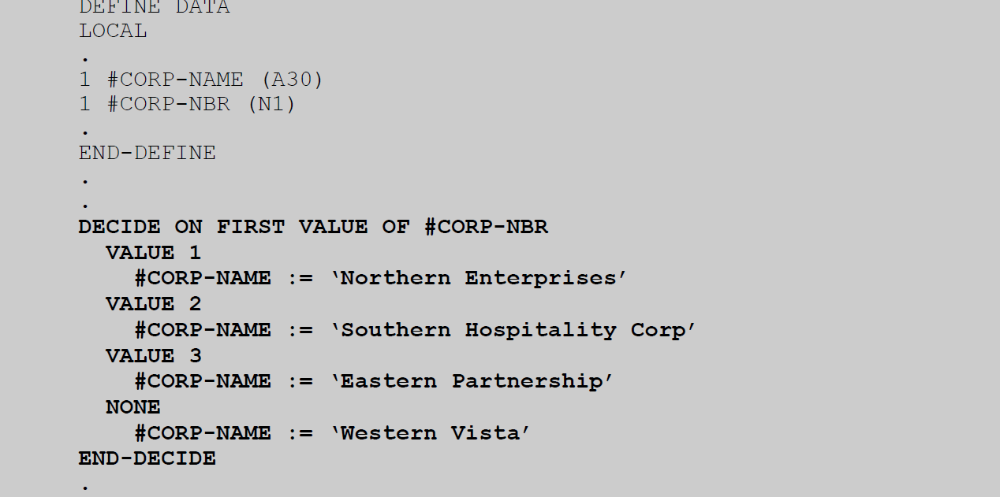 DEFINE DATA
LOCAL
.
1 #CORP-NAME (A30)
1 #CORP-NBR (N1)
.
END-DEFINE
.
.
DECIDE ON FIRST VALUE OF #CORP-NBR
VALUE 1
#CORP-NAME := ‘Northern Enterprises’
VALUE 2
#CORP-NAME := ‘Southern Hospitality Corp’
VALUE 3
#CORP-NAME := ‘Eastern Partnership’
NONE
#CORP-NAME := ‘Western Vista’
END-DECIDE
.